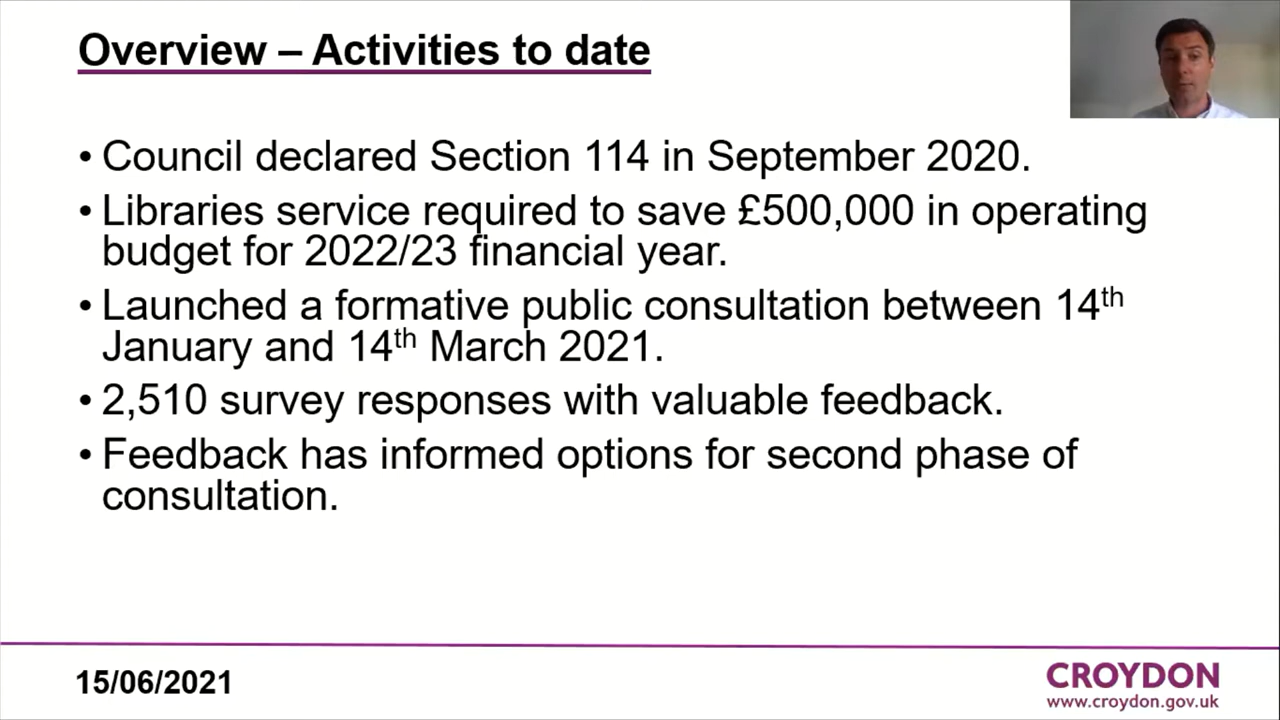 Overview – Activities to date
• Council declared Section 114 in September 2020.
• Libraries service required to save £500,000 in operating
budget for 2022/23 financial year.
• Launched a formative public consultation between 14th
January and 14th March 2021.
• 2,510 survey responses with valuable feedback.
• Feedback has informed options for second phase of
consultation.
15/06/2021
CROYDON
www.croydon.gov.uk